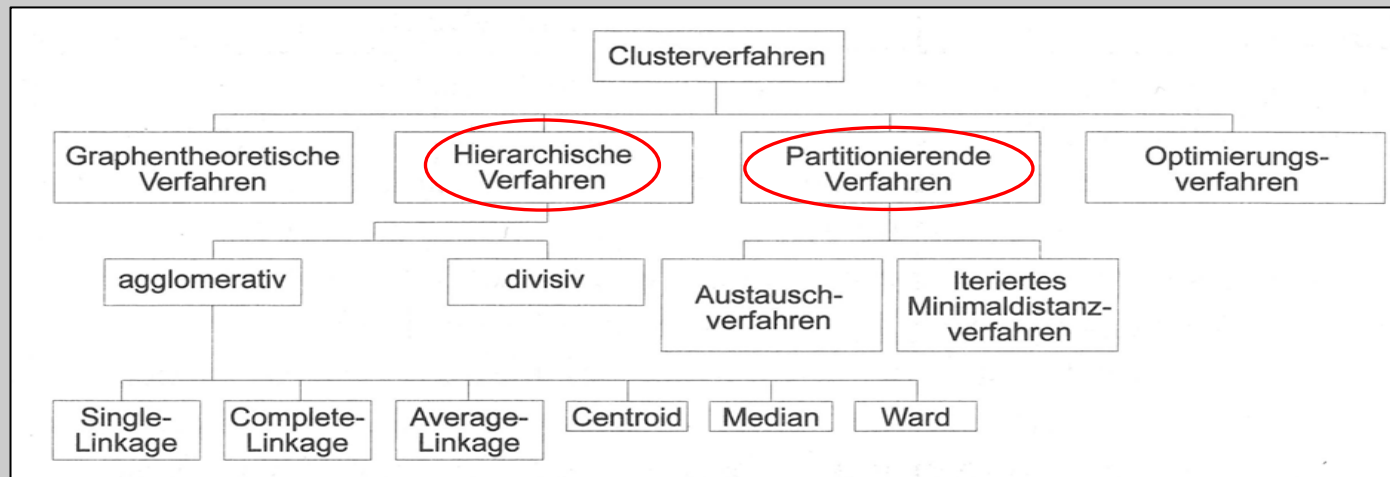 Clusterverfahren
Graphentheoretische
Verfahren
Hierarchische
Verfahren
Partitionierende
Verfahren
Optimierungs-
verfahren
agglomerativ
divisiv
Austausch-
verfahren
Iteriertes
Minimaldistanz-
verfahren
Single-
Linkage
Complete-
Linkage
Average-
Linkage
Centroid
Median
Ward